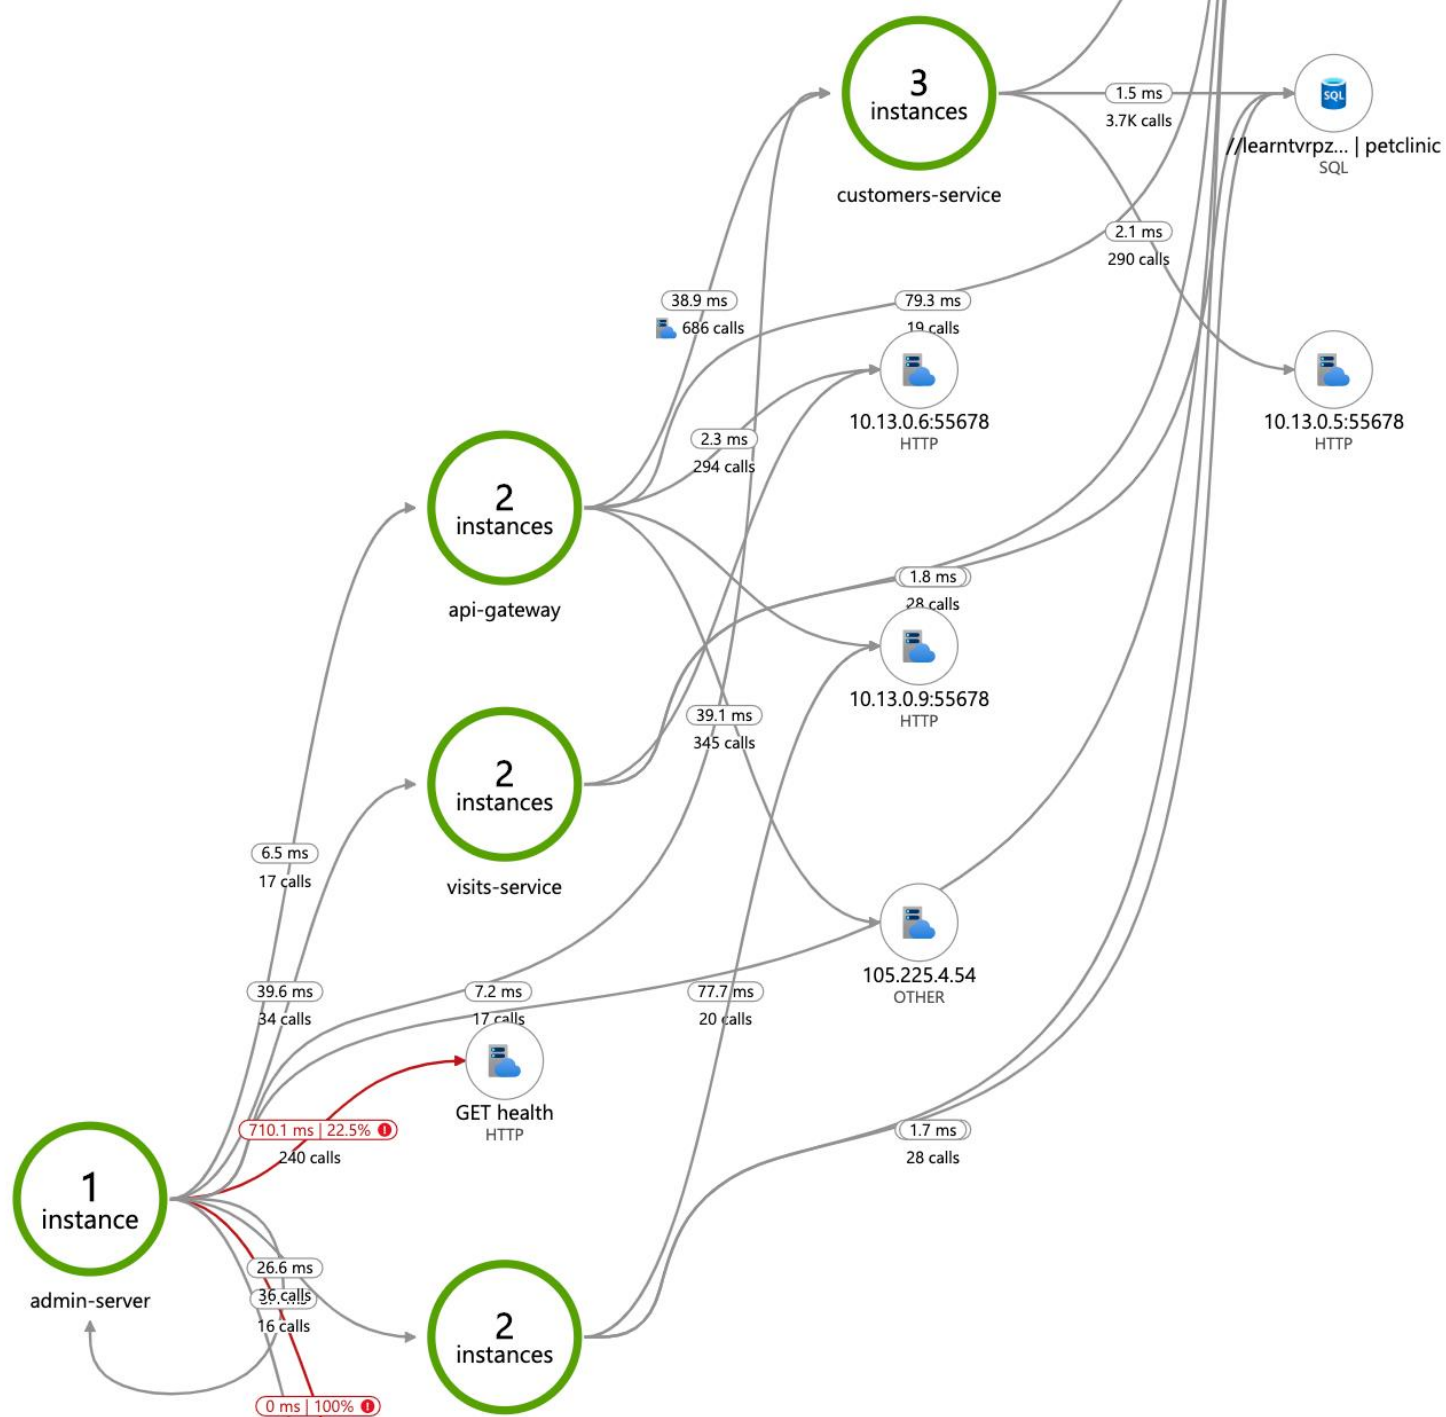 3
instances
customers-service
1.5 ms
3.7K calls
SQL
//learntvrpz... | petclinic
SQL
2.1 ms
290 calls
38.9 ms
686 calls
79.3 ms
19 calls
10.13.0.6:55678
HTTP
10.13.0.5:55678
HTTP
2.3 ms
294 calls
2
instances
api-gateway
1.8 ms
28 calls
10.13.0.9:55678
HTTP
39.1 ms
345 calls
2
instances
visits-service
6.5 ms
17 calls
105.225.4.54
OTHER
39.6 ms
34 calls
7.2 ms
17 calls
77.7 ms
20 calls
GET health
HTTP
710.1 ms | 22.5%
240 calls
1.7 ms
28 calls
1
instance
admin-server
26.6 ms
36 calls
16 calls
2
instances
0 ms | 100%